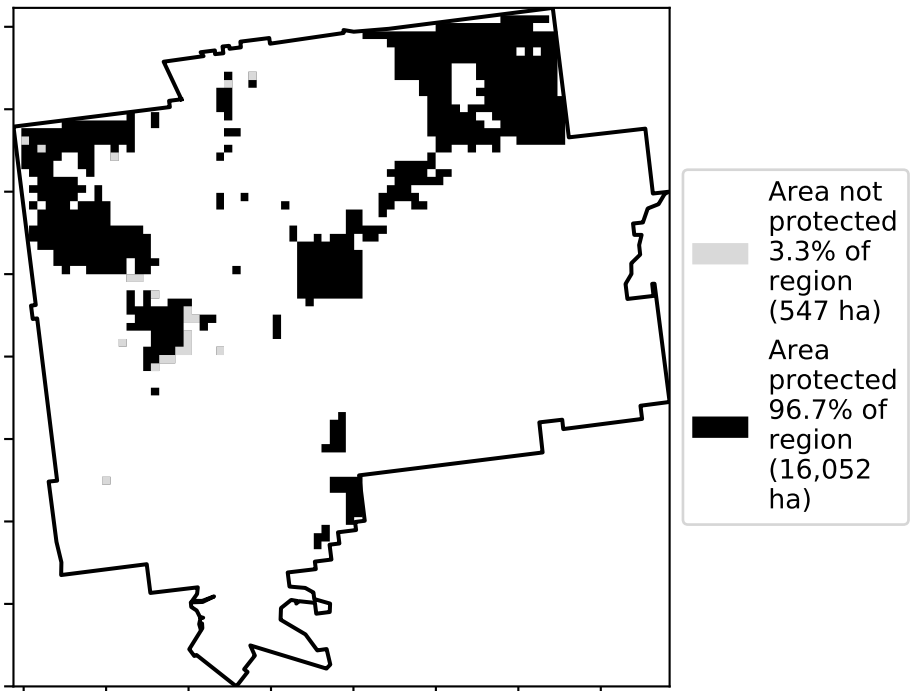 Area not
protected
3.3% of
region
(547 ha)
Area
protected
96.7% of
region
(16,052
ha)